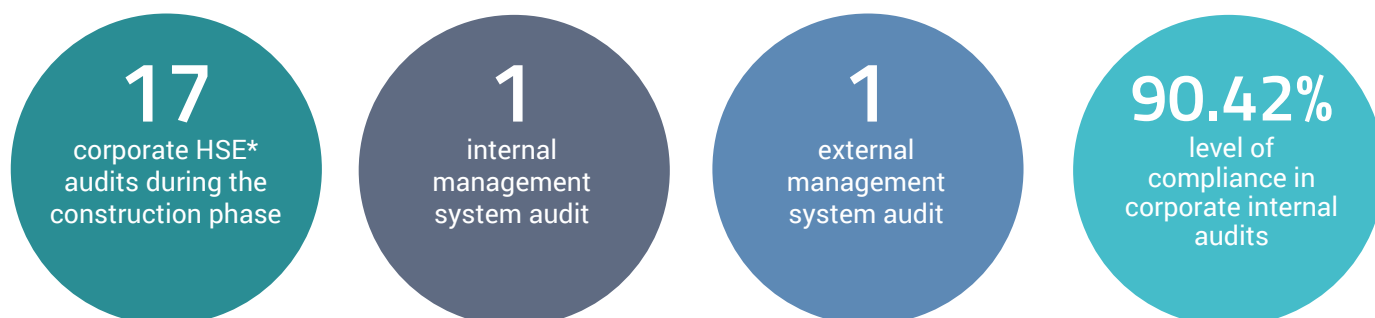 17
corporate HSE*
audits during the
construction phase
1
internal
management
system audit
1
external
management
system audit
90.42%
level of
compliance in
corporate internal
audits